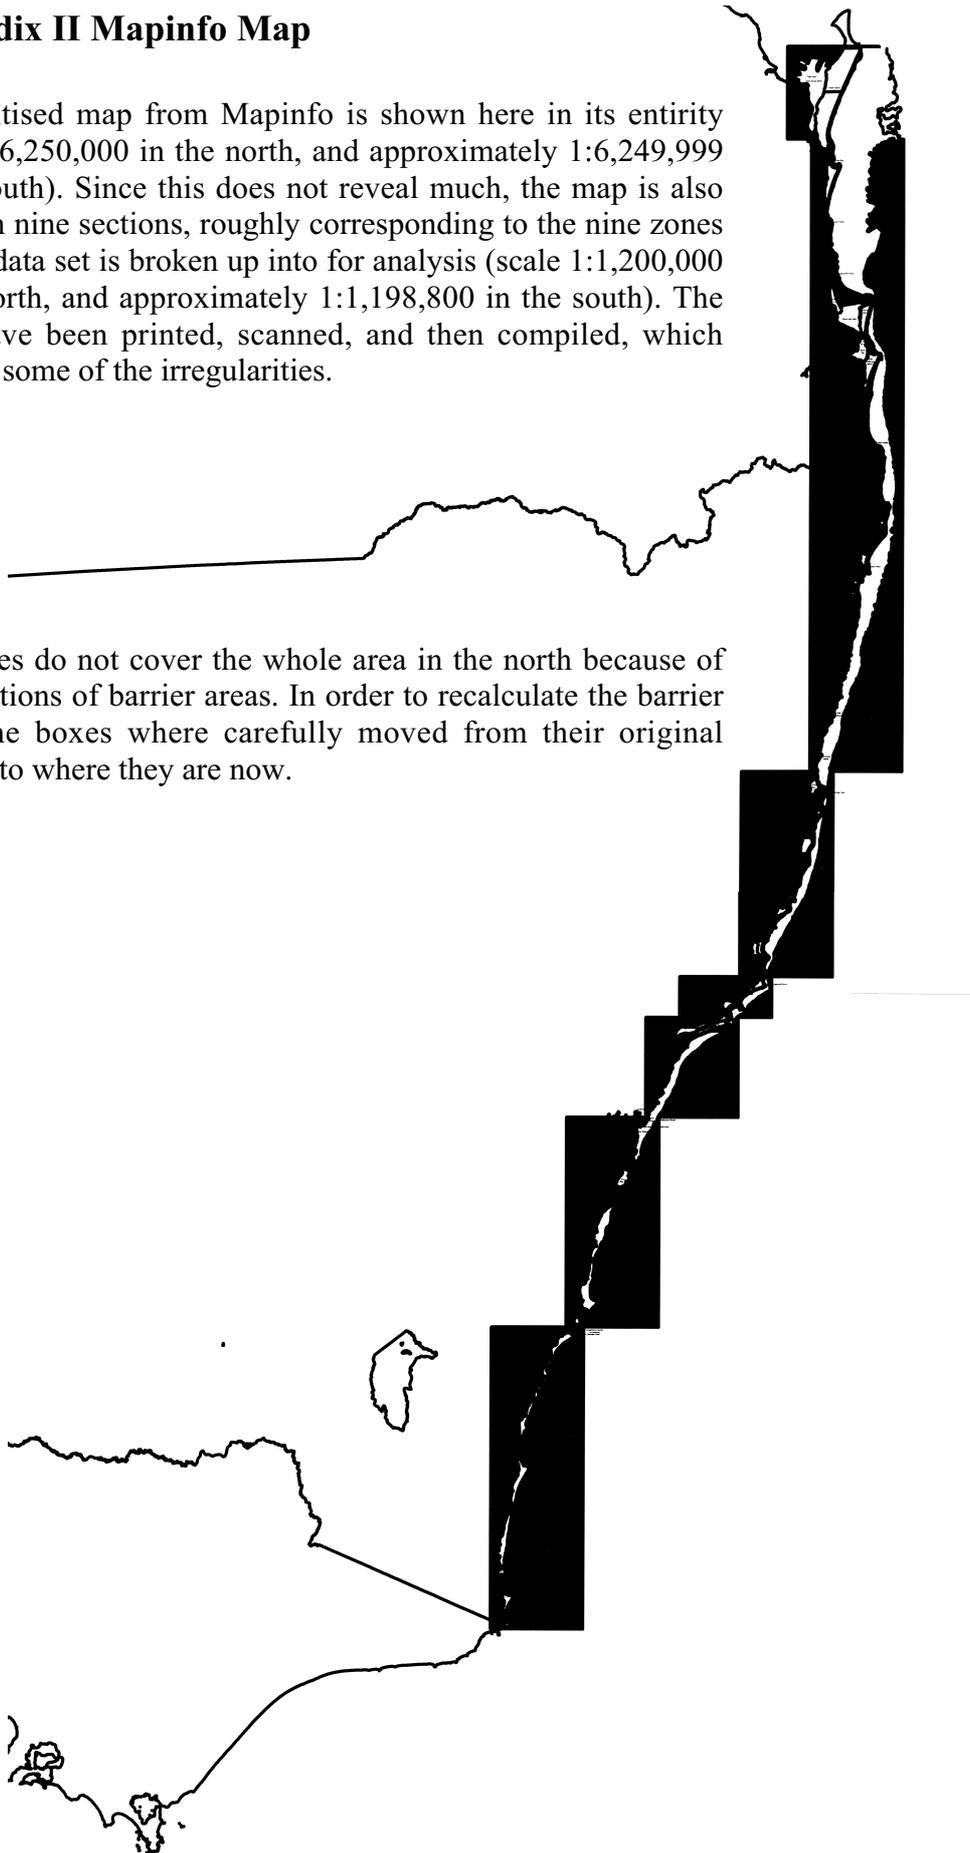 dix II Mapinfo Map
tised map from Mapinfo is shown here in its entirity
6,250,000 in the north, and approximately 1:6,249,999
outh). Since this does not reveal much, the map is also
n nine sections, roughly corresponding to the nine zones
data set is broken up into for analysis (scale 1:1,200,000
orth, and approximately 1:1,198,800 in the south). The
ave been printed, scanned, and then compiled, which
some of the irregularities.
es do not cover the whole area in the north because of
tions of barrier areas. In order to recalculate the barrier
he boxes where carefully moved from their original
to where they are now.